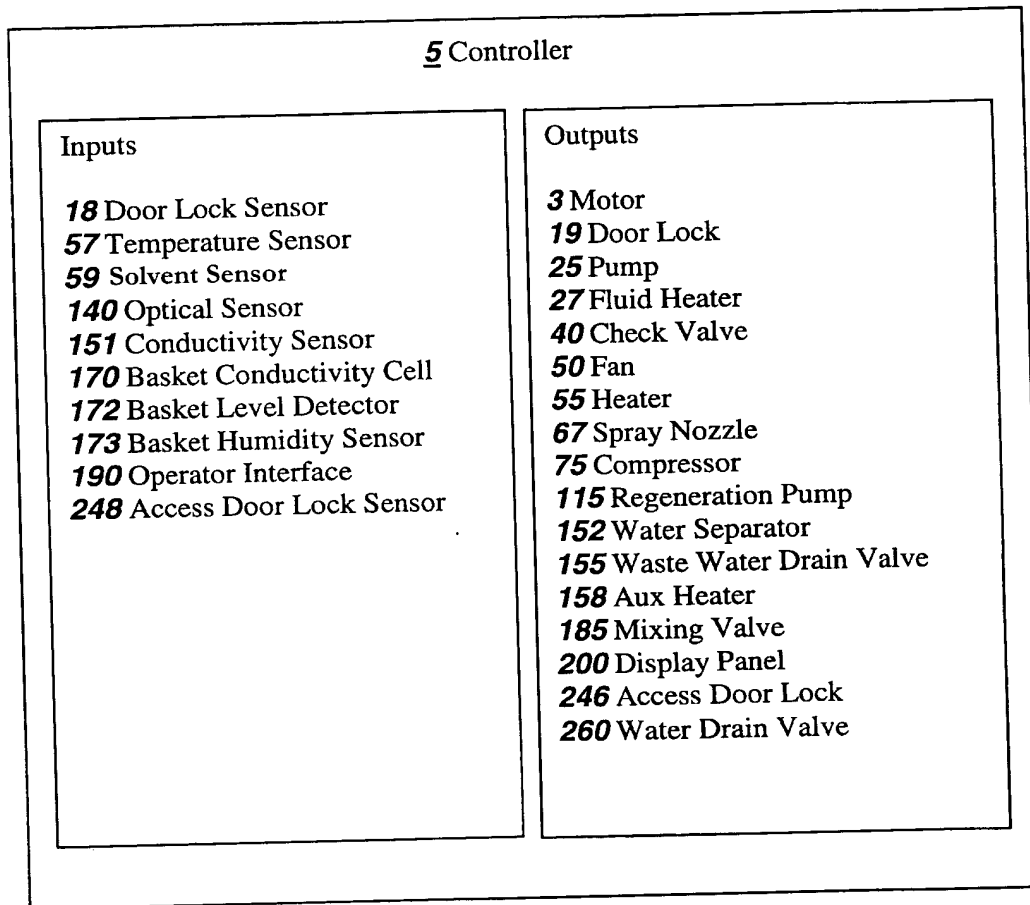 5 Controller
Inputs
18 Door Lock Sensor
57 Temperature Sensor
59 Solvent Sensor
140 Optical Sensor
151 Conductivity Sensor
170 Basket Conductivity Cell
172 Basket Level Detector
173 Basket Humidity Sensor
190 Operator Interface
248 Access Door Lock Sensor
Outputs
3 Motor
19 Door Lock
25 Pump
27 Fluid Heater
40 Check Valve
50 Fan
55 Heater
67 Spray Nozzle
75 Compressor
115 Regeneration Pump
152 Water Separator
155 Waste Water Drain Valve
158 Aux Heater
185 Mixing Valve
200 Display Panel
246 Access Door Lock
260 Water Drain Valve